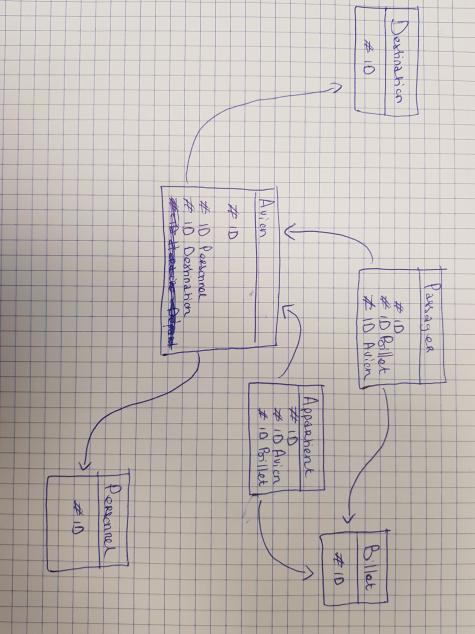 Destination
# ID
Avion
# ID
# ID Personnel
# ID Destination
Passager
# ID
# ID Billet
# ID Avion
Appartient
# ID
# ID Avion
# ID Billet
Personnel
# ID
Billet
# ID